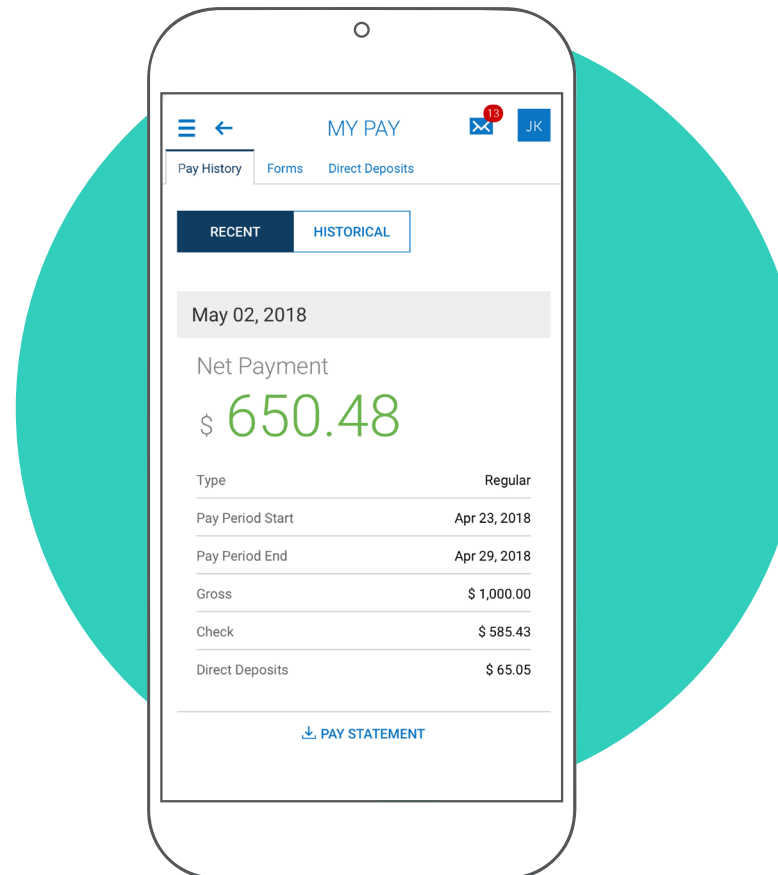 MY PAY
13
JK
Pay History Forms Direct Deposits
RECENT HISTORICAL
May 02, 2018
Net Payment
$ 650.48
Type Regular
Pay Period Start Apr 23, 2018
Pay Period End Apr 29, 2018
Gross $ 1,000.00
Check $ 585.43
Direct Deposits $ 65.05
PAY STATEMENT